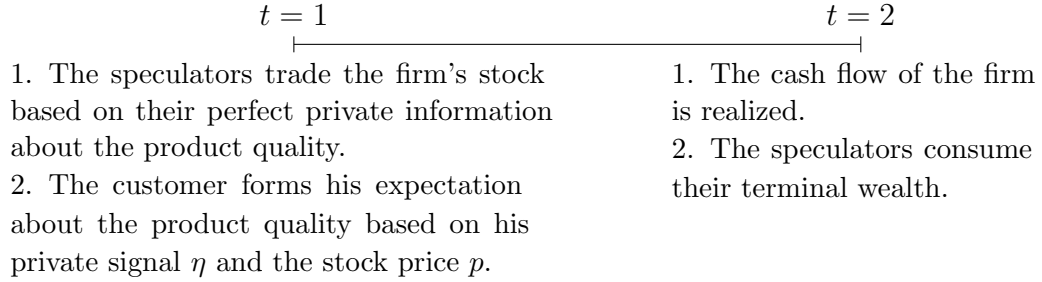 t = 1
t = 2
1. The speculators trade the firm's stock
based on their perfect private information
about the product quality.
2. The customer forms his expectation
about the product quality based on his
private signal η and the stock price p.
1. The cash flow of the firm
is realized.
2. The speculators consume
their terminal wealth.